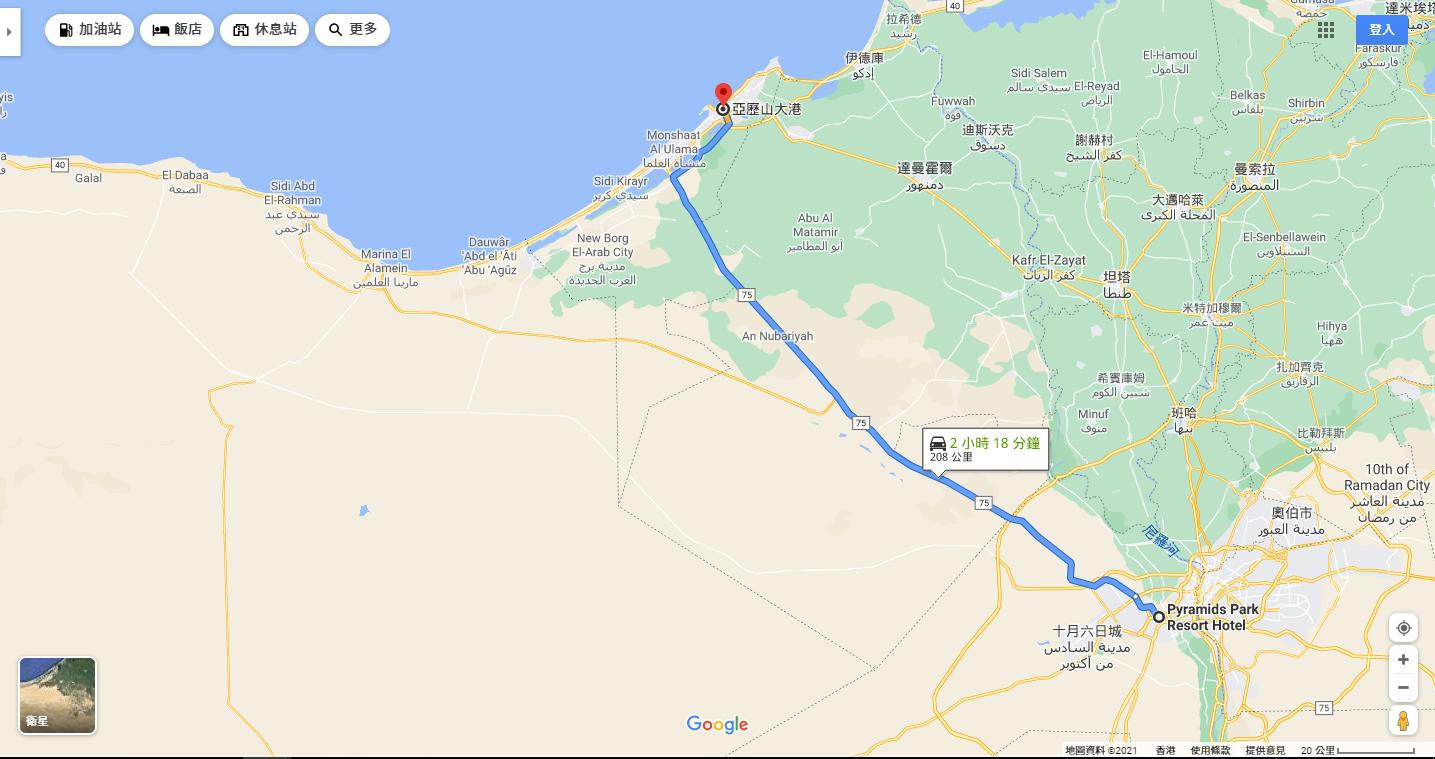 加油站
飯店
休息站
更多
登入
40
拉希德
رشيد
حمصة
達米埃塔
Faraskur
فارسكور
伊德庫
إدكو
El-Hamoul
الحامول
Sidi Salem
سيدي سالم
El-Reyad
الرياض
Belkas
بلقاس
Shirbin
شربين
Fuwwah
فوه
亞歷山大港
迪斯沃克
دسوق
謝赫村
كفر الشيخ
Monshaat
Al Ulama
منشأة العلما
達曼霍爾
دمنهور
曼索拉
المنصورة
40
Galal
El Dabaa
الضبعة
Sidi Abd
El-Rahman
سيدي عبد
الرحمن
Sidi Kirayr
سيدي كرير
大邁哈萊
المحلة الكبرى
Abu Al
Matamir
أبو المطامير
New Borg
El-Arab City
مدينة برج
العرب الجديدة
Dauwâr
'Abd el 'Âti
'Abu 'Agûz
Marina El
Alamein
مارينا العلمين
El-Senbellawein
السنبلاوين
Kafr El-Zayat
كفر الزيات
坦塔
طنطا
75
米特加穆爾
ميت غمر
An Nubariyah
Hihya
ههيا
扎加齊克
الزقازيق
希賓庫姆
شبين الكوم
Minuf
منوف
班哈
بنها
75
比勒拜斯
بلبيس
2 小時 18 分鐘
208 公里
10th of
Ramadan City
مدينة العاشر
من رمضان
75
奧伯市
مدينة العبور
尼羅河
Pyramids Park
Resort Hotel
十月六日城
مدينة السادس
من أكتوبر
75
衛星
Google
地圖資料 ©2021 香港 使用條款 提供意見 20 公里